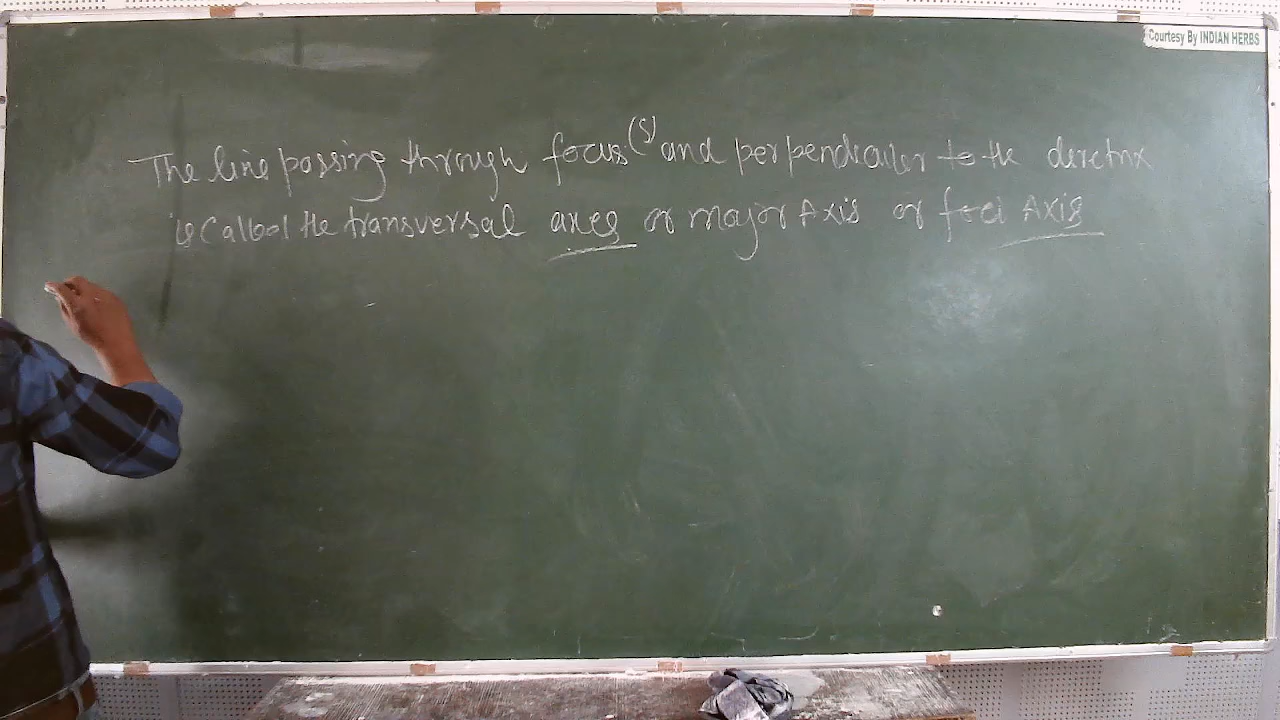 Courtesy By INDIAN HERBS
The line passing through focus (S) and perpendicular to the directrix
is called the transversal axes or major Axis or focal Axis